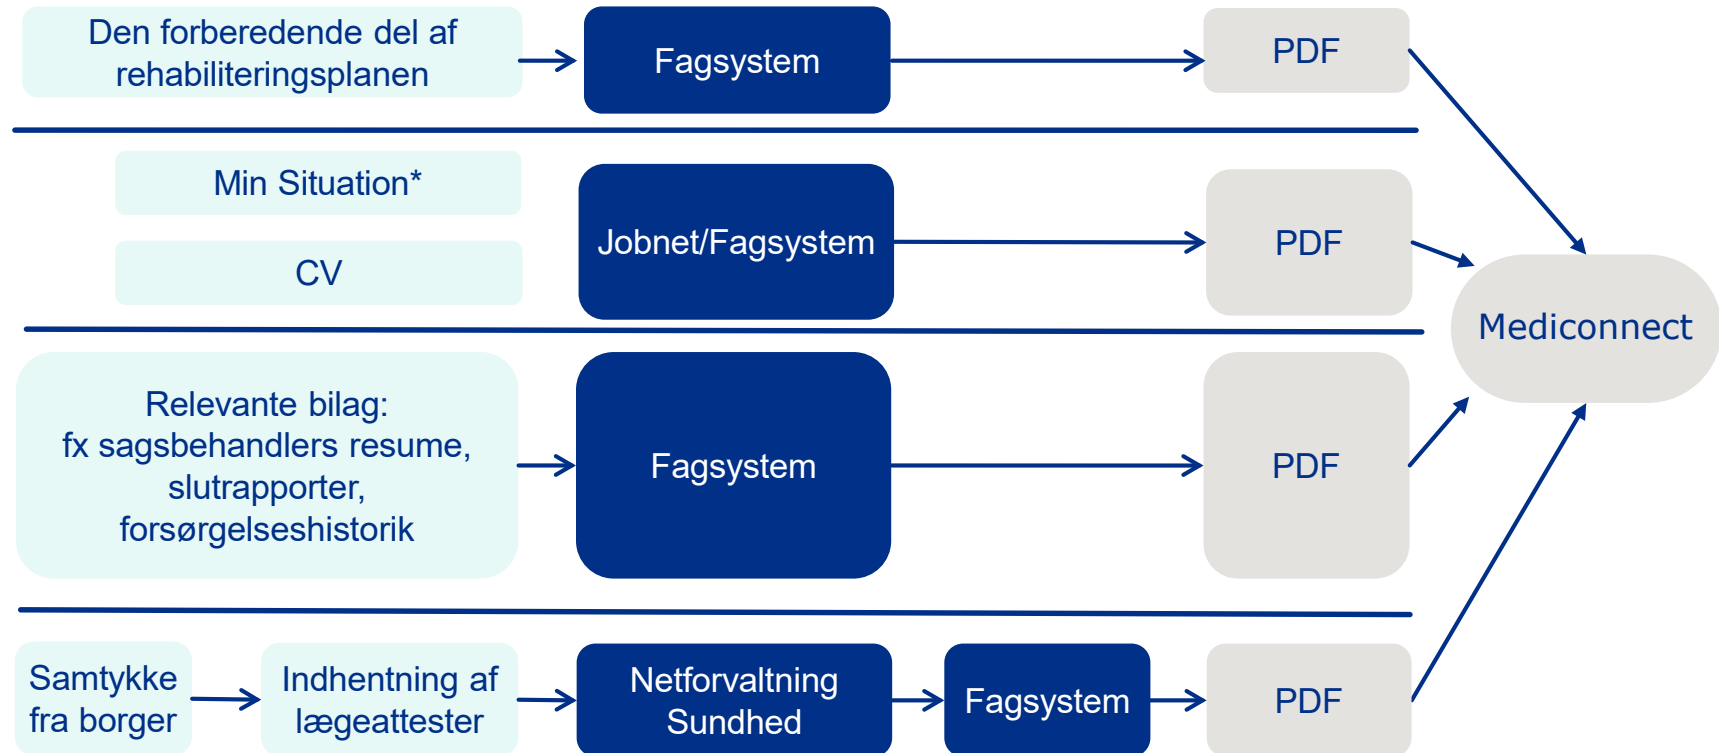 Den forberedende del af
rehabiliteringsplanen
Fagsystem
PDF
Min Situation*
CV
Jobnet/Fagsystem
PDF
Mediconnect
Relevante bilag:
fx sagsbehandlers resume,
slutrapporter,
forsørgelseshistorik
Fagsystem
PDF
Samtykke
fra borger
Indhentning af
lægeattester
Netforvaltning
Sundhed
Fagsystem
PDF